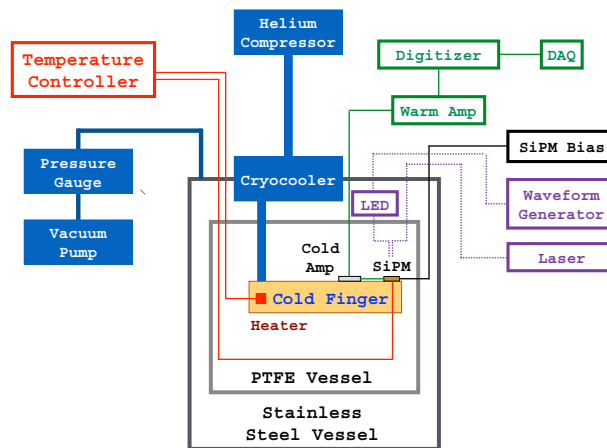 Helium
Compressor
Temperature
Controller
Digitizer
DAQ
Warm Amp
SiPM Bias
Pressure
Gauge
Cryocooler
LED
Waveform
Generator
Vacuum
Pump
Cold
Amp
SiPM
Laser
Cold Finger
Heater
PTFE Vessel
Stainless
Steel Vessel